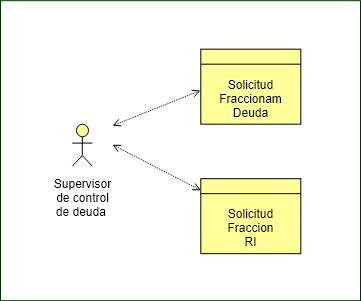 Solicitud
Fraccionam
Deuda
Supervisor
de control
de deuda
Solicitud
Fraccion
RI